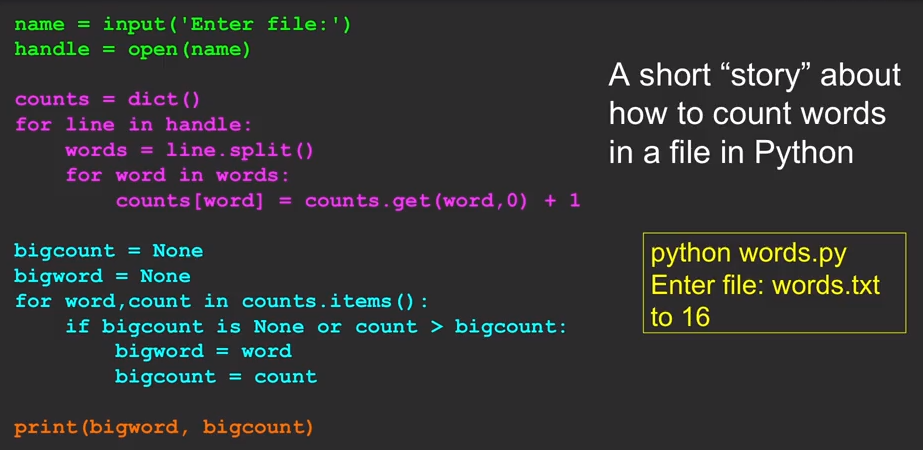 name = input('Enter file:')
handle = open(name)
counts = dict()
for line in handle:
    words = line.split()
    for word in words:
        counts[word] = counts.get(word,0) + 1
bigcount = None
bigword = None
for word,count in counts.items():
    if bigcount is None or count > bigcount:
        bigword = word
        bigcount = count
print(bigword, bigcount)
A short “story” about
how to count words
in a file in Python
python words.py
Enter file: words.txt
to 16